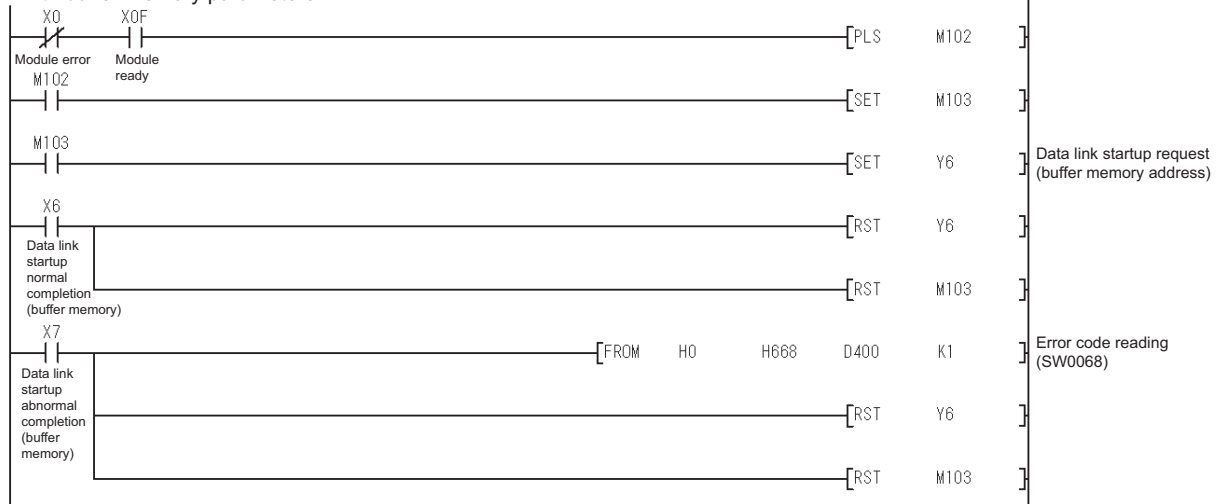 X0 X0F
PLS M102
Module error Module ready
M102
SET M103
M103
SET Y6
Data link startup request
(buffer memory address)
X6
RST Y6
Data link
startup
normal
completion
(buffer memory)
RST M103
X7
FROM H0 H668 D400 K1
Error code reading
(SW0068)
Data link
startup
abnormal
completion
(buffer
memory)
RST Y6
RST M103